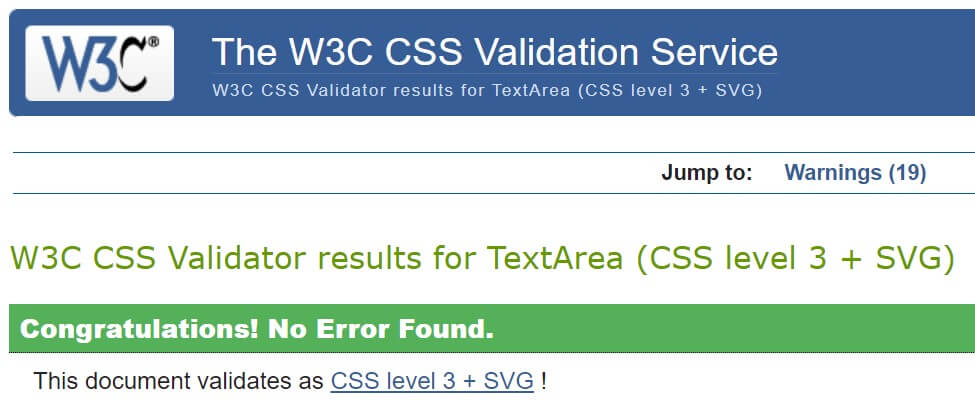 W3C®
The W3C CSS Validation Service
W3C CSS Validator results for TextArea (CSS level 3 + SVG)
Jump to: Warnings (19)
W3C CSS Validator results for TextArea (CSS level 3 + SVG)
Congratulations! No Error Found.
This document validates as CSS level 3 + SVG !